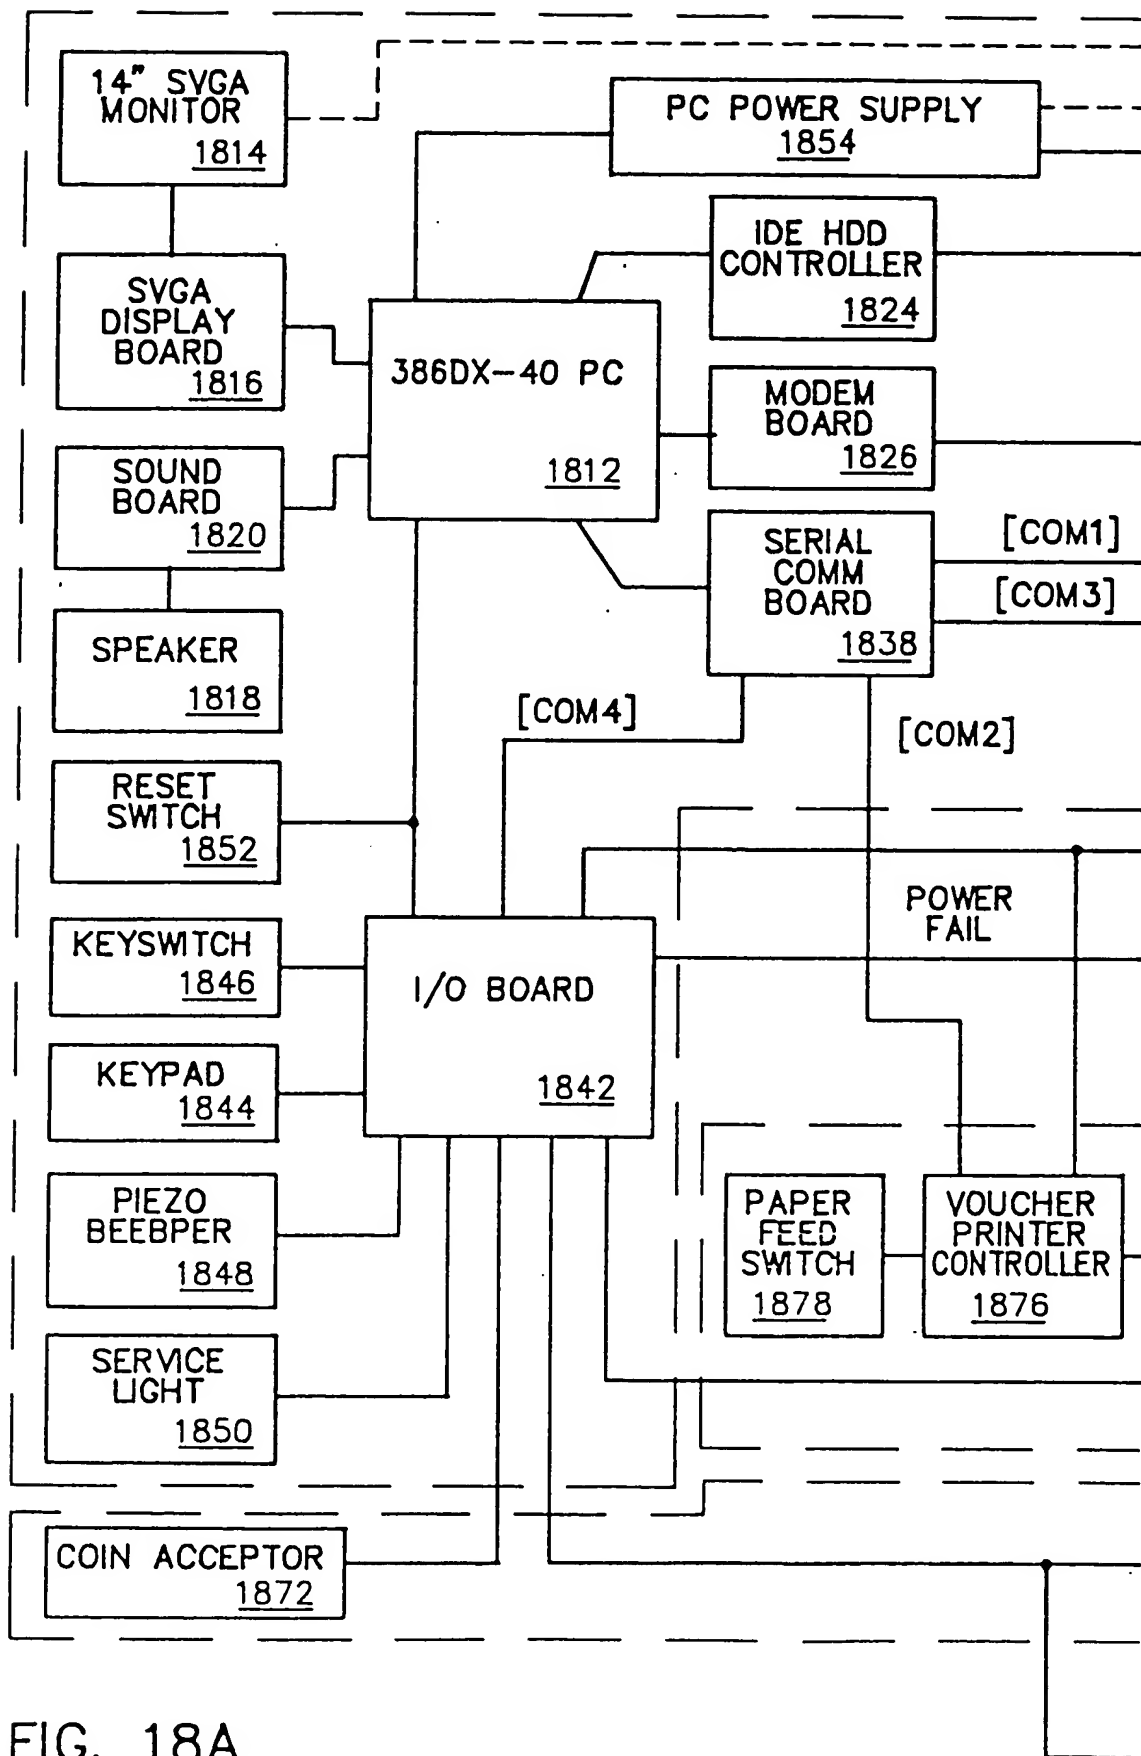 14" SVGA
MONITOR
1814
PC POWER SUPPLY
1854
IDE HDD
CONTROLLER
1824
SVGA
DISPLAY
BOARD
1816
386DX-40 PC
1812
MODEM
BOARD
1826
SOUND
BOARD
1820
SERIAL
COMM
BOARD
1838
[COM1]
[COM3]
SPEAKER
1818
[COM4]
[COM2]
RESET
SWITCH
1852
POWER
FAIL
KEYSWITCH
1846
I/O BOARD
1842
KEYPAD
1844
PIEZO
BEEBPER
1848
PAPER
FEED
SWITCH
1878
VOUCHER
PRINTER
CONTROLLER
1876
SERVICE
LIGHT
1850
COIN ACCEPTOR
1872
FIG. 18A